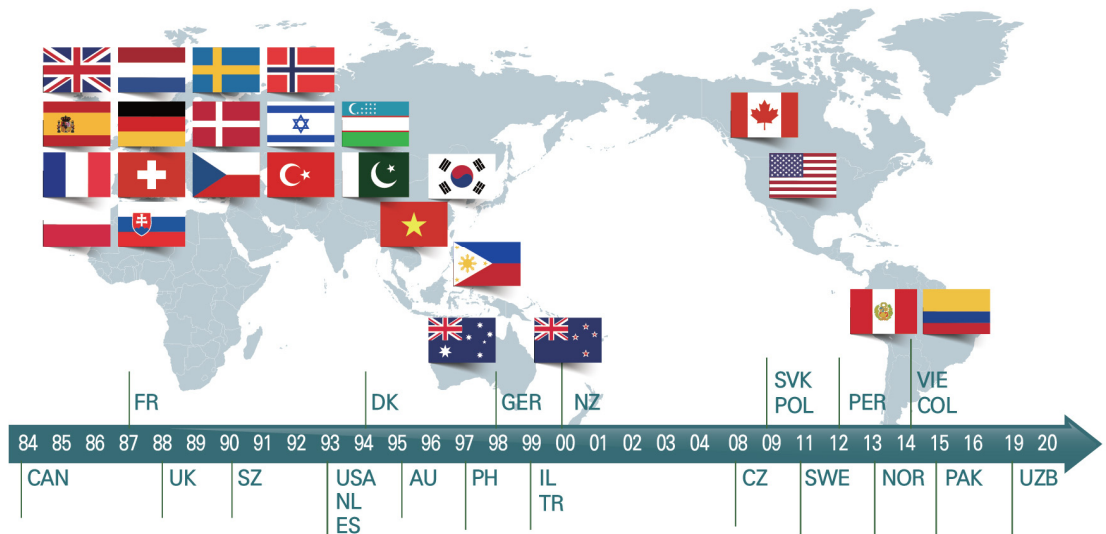 FR
DK
GER
NZ
SVK
POL
PER
VIE
COL
84 85 86 87 88 89 90 91 92 93 94 95 96 97 98 99 00 01 02 03 04 08 09 11 12 13 14 15 16 19 20
CAN
UK
SZ
USA
NL
ES
AU
PH
IL
TR
CZ
SWE
NOR
PAK
UZB